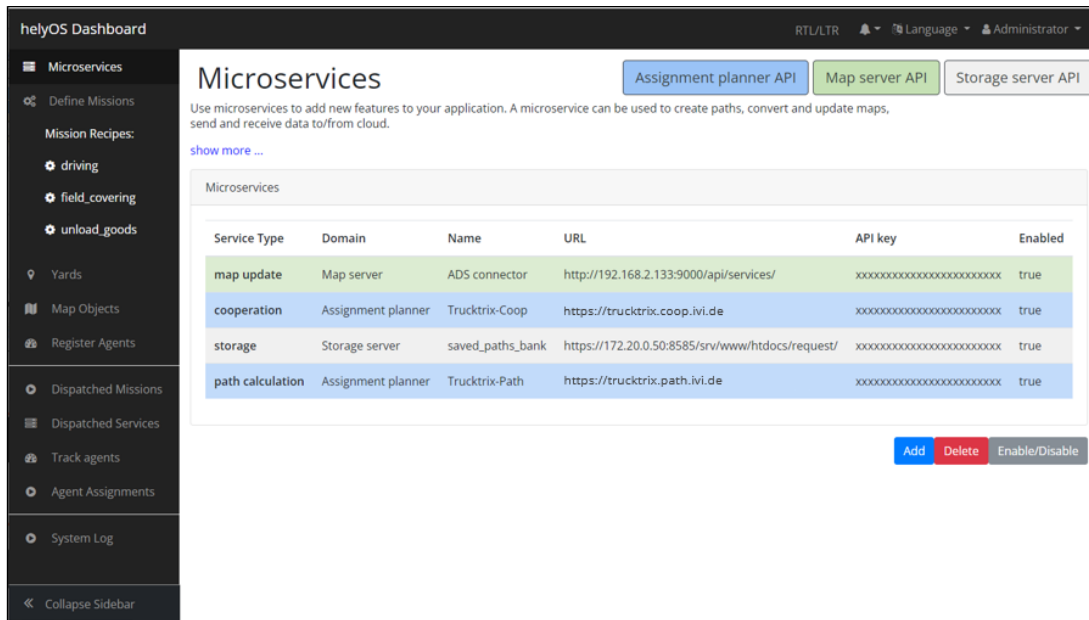 helyOS Dashboard
RTL/LTR Language Administrator
Microservices
Define Missions
Mission Recipes:
driving
field_covering
unload_goods
Yards
Map Objects
Register Agents
Dispatched Missions
Dispatched Services
Track agents
Agent Assignments
System Log
Collapse Sidebar
Microservices
Assignment planner API Map server API Storage server API
Use microservices to add new features to your application. A microservice can be used to create paths, convert and update maps,
send and receive data to/from cloud.
show more ...
Microservices
Service Type Domain Name URL API key Enabled
map update Map server ADS connector http://192.168.2.133:9000/api/services/ xxxxxxxxxxxxxxxxxxxxxxxx true
cooperation Assignment planner Trucktrix-Coop https://trucktrix.coop.ivi.de xxxxxxxxxxxxxxxxxxxxxxxx true
storage Storage server saved_paths_bank https://172.20.0.50:8585/srv/www/htdocs/request/ xxxxxxxxxxxxxxxxxxxxxxxx true
path calculation Assignment planner Trucktrix-Path https://trucktrix.path.ivi.de xxxxxxxxxxxxxxxxxxxxxxxx true
Add Delete Enable/Disable